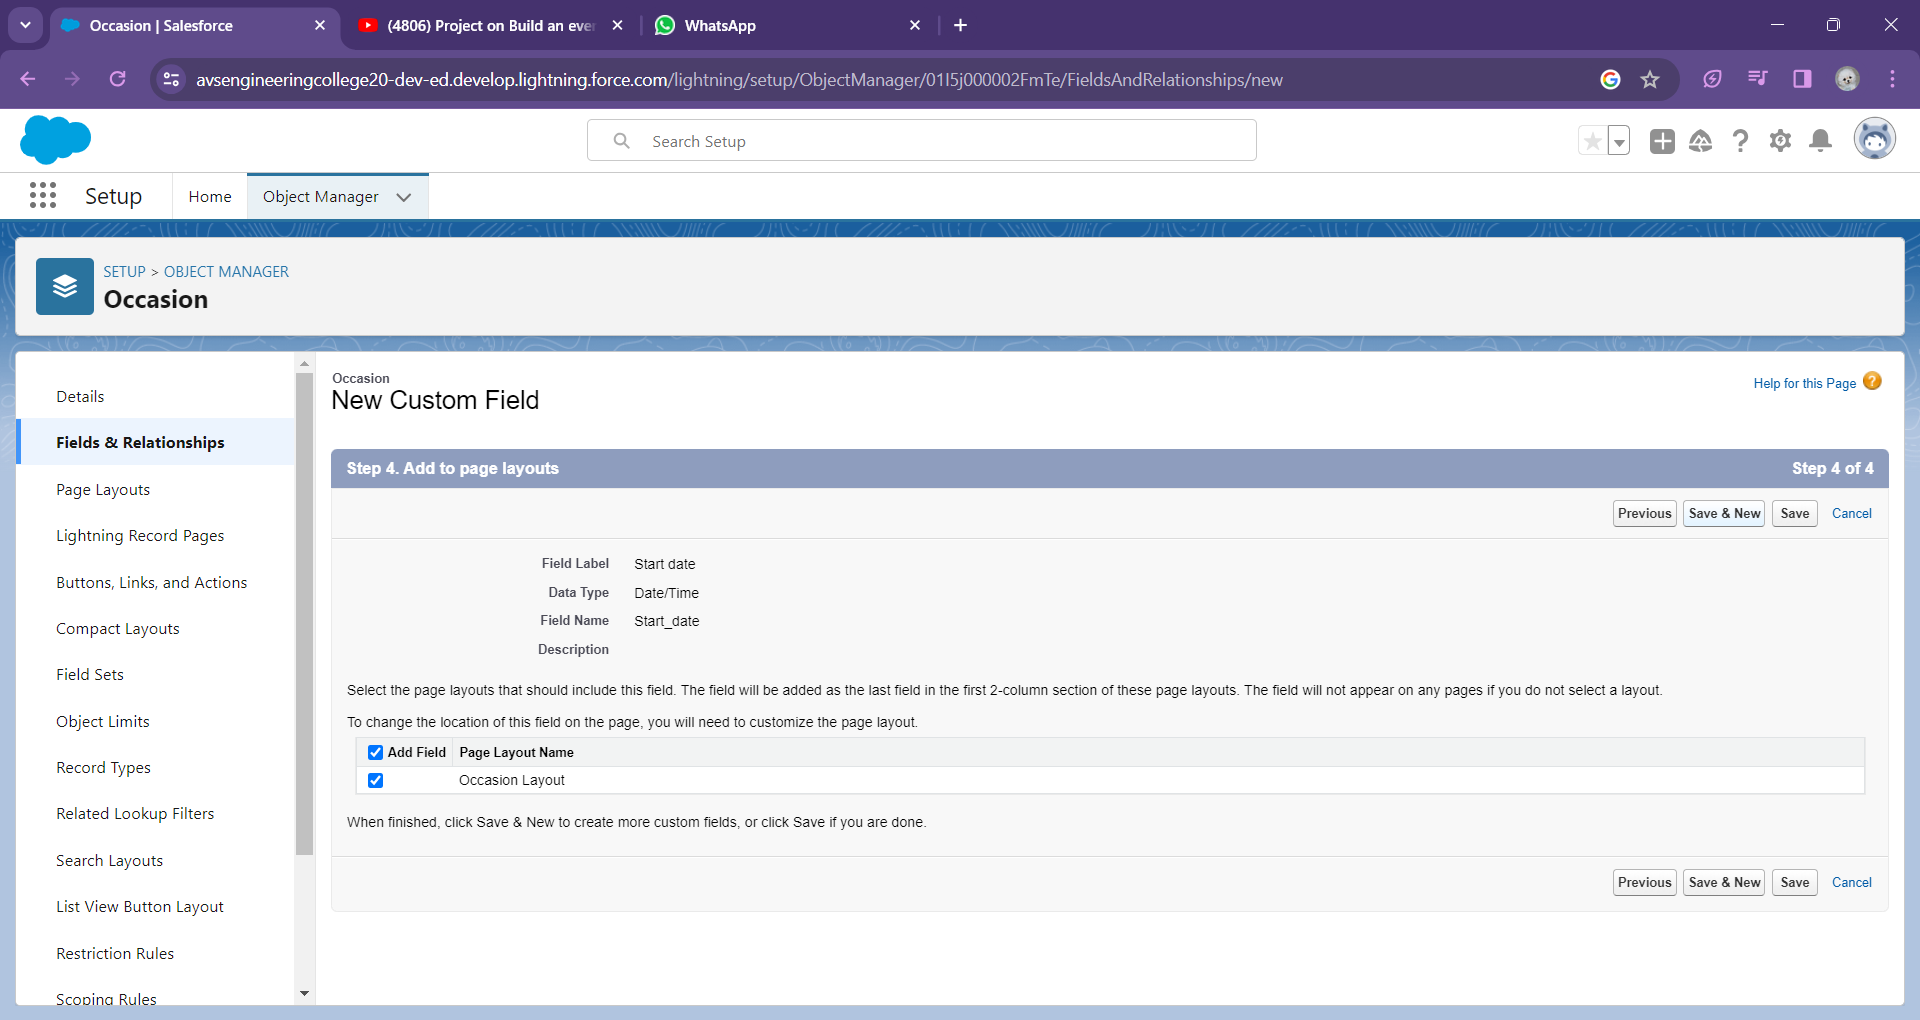 Occasion | Salesforce
(4806) Project on Build an eve
WhatsApp
avsengineeringcollege20-dev-ed.develop.lightning.force.com/lightning/setup/ObjectManager/01I5j000002FmTe/FieldsAndRelationships/new
Search Setup
Setup
Home
Object Manager
SETUP > OBJECT MANAGER
Occasion
Details
Fields & Relationships
Page Layouts
Lightning Record Pages
Buttons, Links, and Actions
Compact Layouts
Field Sets
Object Limits
Record Types
Related Lookup Filters
Search Layouts
List View Button Layout
Restriction Rules
Scoping Rules
Occasion
New Custom Field
Help for this Page ?
Step 4. Add to page layouts Step 4 of 4
Previous Save & New Save Cancel
Field Label Start date
Data Type Date/Time
Field Name Start_date
Description
Select the page layouts that should include this field. The field will be added as the last field in the first 2-column section of these page layouts. The field will not appear on any pages if you do not select a layout.
To change the location of this field on the page, you will need to customize the page layout.
Add Field Page Layout Name
Occasion Layout
When finished, click Save & New to create more custom fields, or click Save if you are done.
Previous Save & New Save Cancel